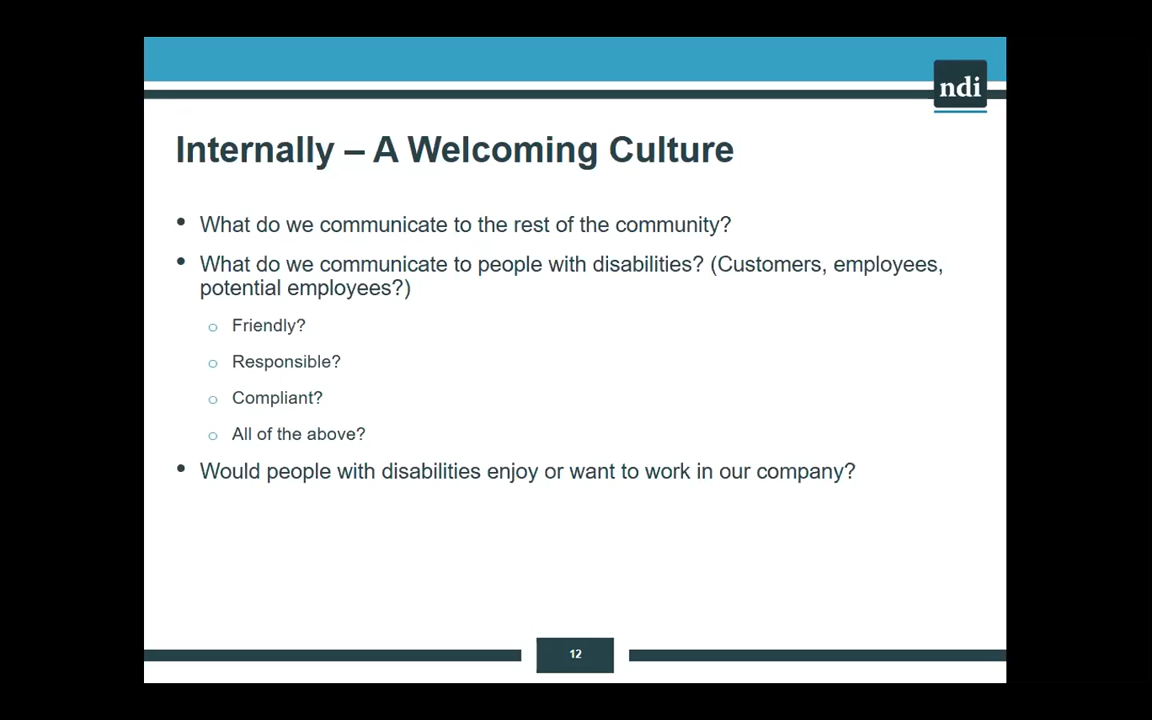 ndi
Internally – A Welcoming Culture
• What do we communicate to the rest of the community?
• What do we communicate to people with disabilities? (Customers, employees,
potential employees?)
o Friendly?
o Responsible?
o Compliant?
o All of the above?
• Would people with disabilities enjoy or want to work in our company?
12